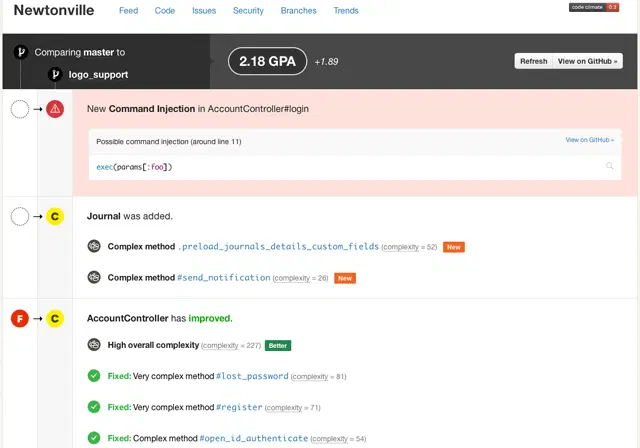 Newtonville
Feed Code Issues Security Branches Trends
code climate 0.3
Comparing master to
logo_support
2.18 GPA +1.89
Refresh View on GitHub »
New Command Injection in AccountController#login
Possible command injection (around line 11) View on GitHub »
exec(params[:foo])
C Journal was added.
Complex method .preload_journals_details_custom_fields (complexity = 52) New
Complex method #send_notification (complexity = 26) New
F C AccountController has improved.
High overall complexity (complexity = 227) Better
Fixed: Very complex method #lost_password (complexity = 81)
Fixed: Very complex method #register (complexity = 71)
Fixed: Complex method #open_id_authenticate (complexity = 54)